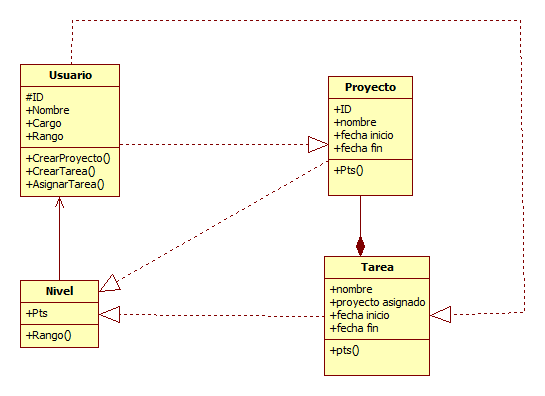 Usuario
#ID
+Nombre
+Cargo
+Rango
+CrearProyecto()
+CrearTarea()
+AsignarTarea()
Proyecto
+ID
+nombre
+fecha inicio
+fecha fin
+Pts()
Nivel
+Pts
+Rango()
Tarea
+nombre
+proyecto asignado
+fecha inicio
+fecha fin
+pts()